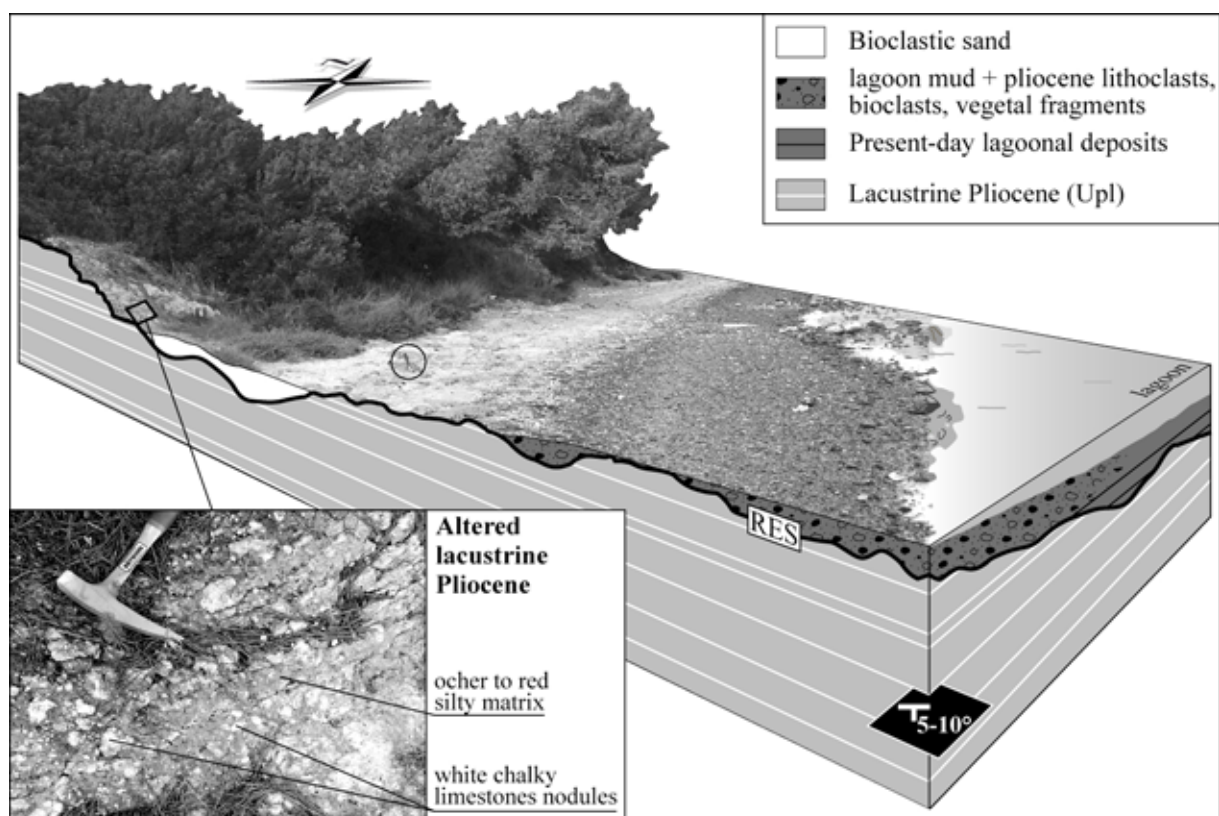 Bioclastic sand
lagoon mud + pliocene lithoclasts,
bioclasts, vegetal fragments
Present-day lagoonal deposits
Lacustrine Pliocene (Upl)
lagoon
RES
Altered
lacustrine
Pliocene
ocher to red
silty matrix
white chalky
limestones nodules
5-10°